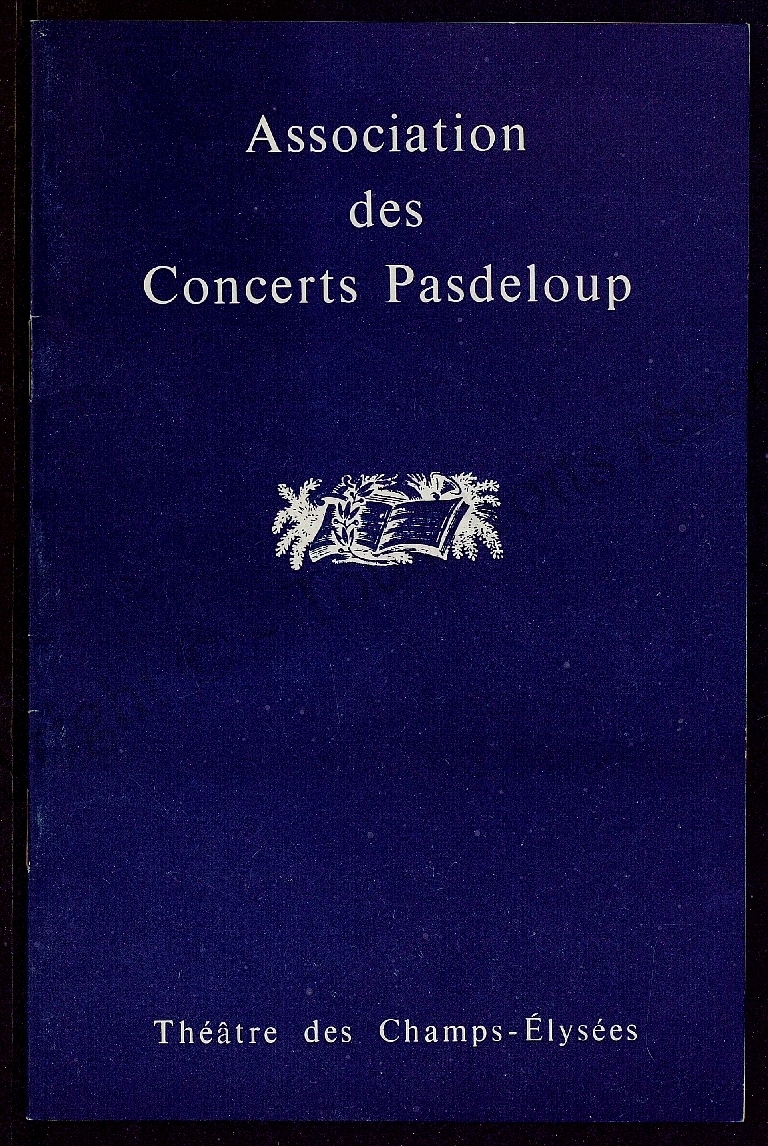 Association
des
Concerts Pasdeloup
Théâtre des Champs-Élysées